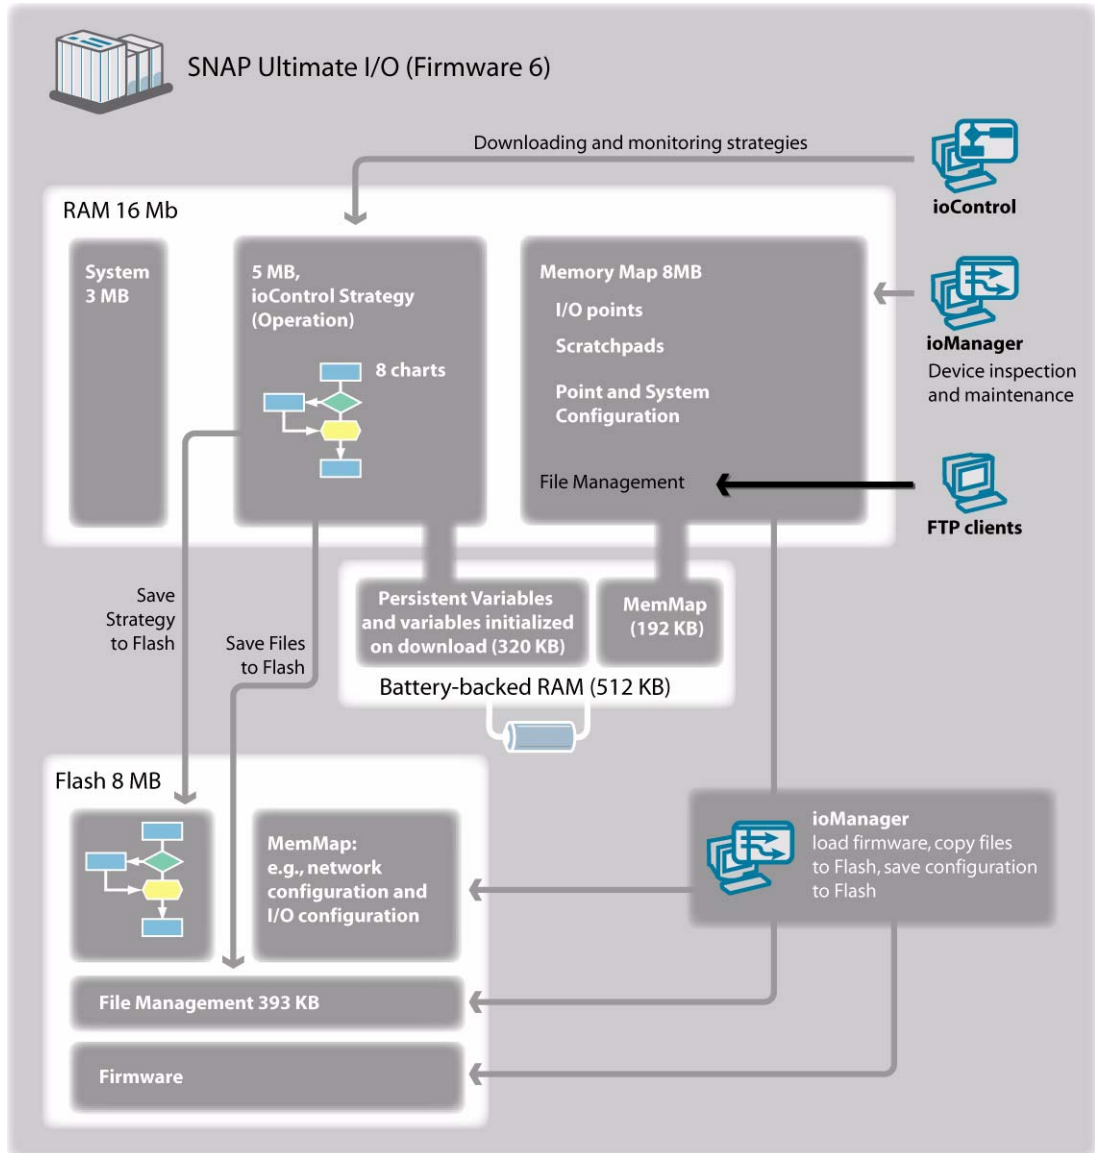 SNAP Ultimate I/O (Firmware 6)
Downloading and monitoring strategies
ioControl
RAM 16 Mb
System
3 MB
5 MB,
ioControl Strategy
(Operation)
8 charts
Memory Map 8MB
I/O points
Scratchpads
Point and System
Configuration
File Management
ioManager
Device inspection
and maintenance
FTP clients
Save
Strategy
to Flash
Save Files
to Flash
Persistent Variables
and variables initialized
on download (320 KB)
MemMap
(192 KB)
Battery-backed RAM (512 KB)
Flash 8 MB
MemMap:
e.g., network
configuration and
I/O configuration
File Management 393 KB
Firmware
ioManager
load firmware, copy files
to Flash, save configuration
to Flash